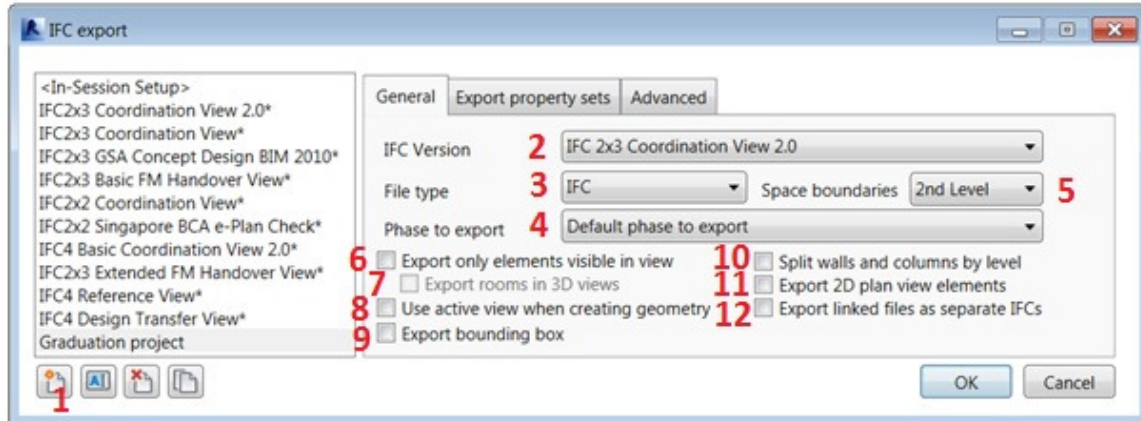 IFC export
<In-Session Setup>
IFC2x3 Coordination View 2.0*
IFC2x3 Coordination View*
IFC2x3 GSA Concept Design BIM 2010*
IFC2x3 Basic FM Handover View*
IFC2x2 Coordination View*
IFC2x2 Singapore BCA e-Plan Check*
IFC4 Basic Coordination View 2.0*
IFC2x3 Extended FM Handover View*
IFC4 Reference View*
IFC4 Design Transfer View*
Graduation project
1
General Export property sets Advanced
IFC Version 2 IFC 2x3 Coordination View 2.0
File type 3 IFC Space boundaries 2nd Level 5
Phase to export 4 Default phase to export
6 Export only elements visible in view 10 Split walls and columns by level
7 Export rooms in 3D views 11 Export 2D plan view elements
8 Use active view when creating geometry 12 Export linked files as separate IFCs
9 Export bounding box
OK Cancel